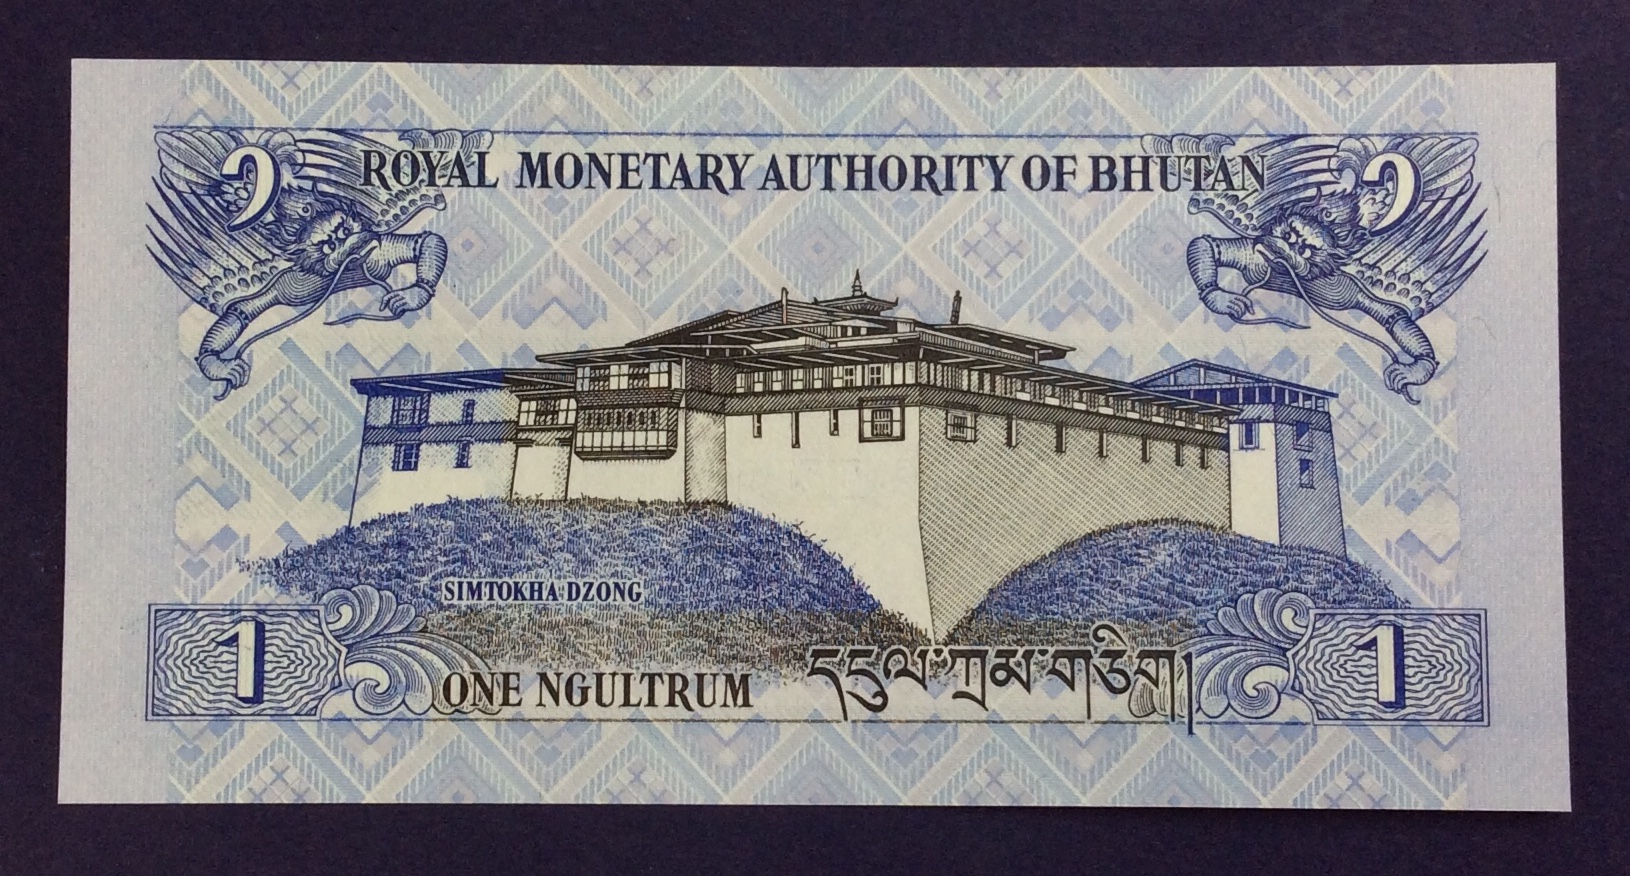 ༡ ROYAL MONETARY AUTHORITY OF BHUTAN ༡
SIMTOKHA DZONG
1 ONE NGULTRUM དངུལ་ཀྲམ་གཅིག། 1